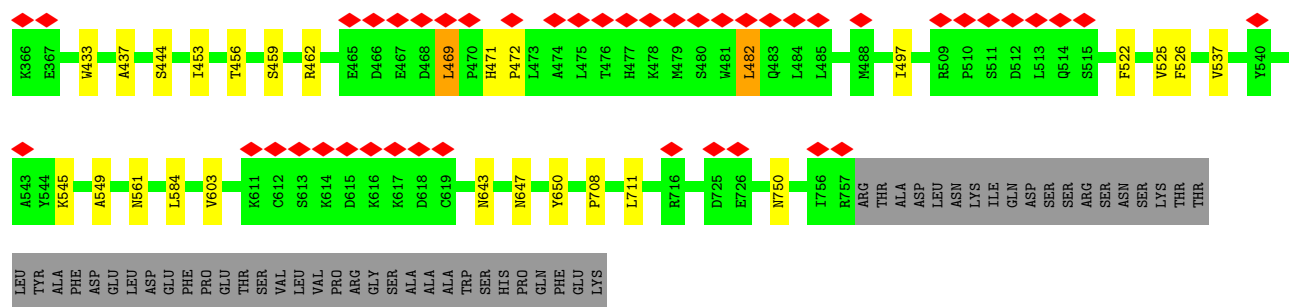 K366 E367 W433 A437 S444 I453 T456 S459 R462 E465 D466 E467 D468 L469 P470 H471 P472 L473 A474 L475 T476 H477 K478 M479 S480 W481 L482 Q483 L484 L485 M488 I497 R509 P510 S511 D512 L513 Q514 S515 F522 V525 F526 V537 Y540
A543 Y544 K545 A549 N561 L584 V603 K611 C612 S613 K614 D615 K616 K617 D618 C619 N643 N647 Y650 P708 L711 R716 D725 E726 N750 I756 R757 ARG THR ALA ASP LEU ASN LYS ILE GLN ASP SER SER ARG SER ASN SER LYS THR THR
LEU TYR ALA PHE ASP GLU LEU ASP GLU PHE PRO GLU THR SER VAL LEU VAL PRO ARG GLY SER ALA ALA ALA TRP SER HIS PRO GLN PHE GLU LYS